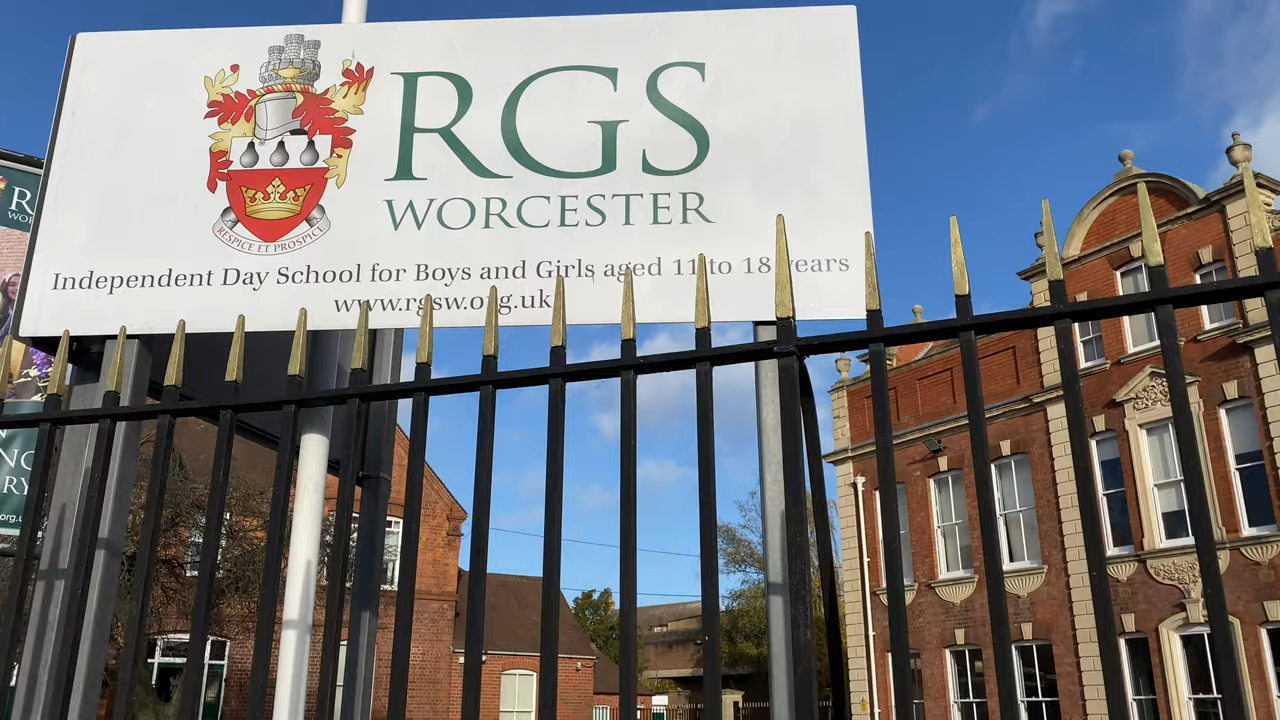 RGS
WORCESTER
RESPICE ET PROSPICE
Independent Day School for Boys and Girls aged 11 to 18 years
www.rgsw.org.uk